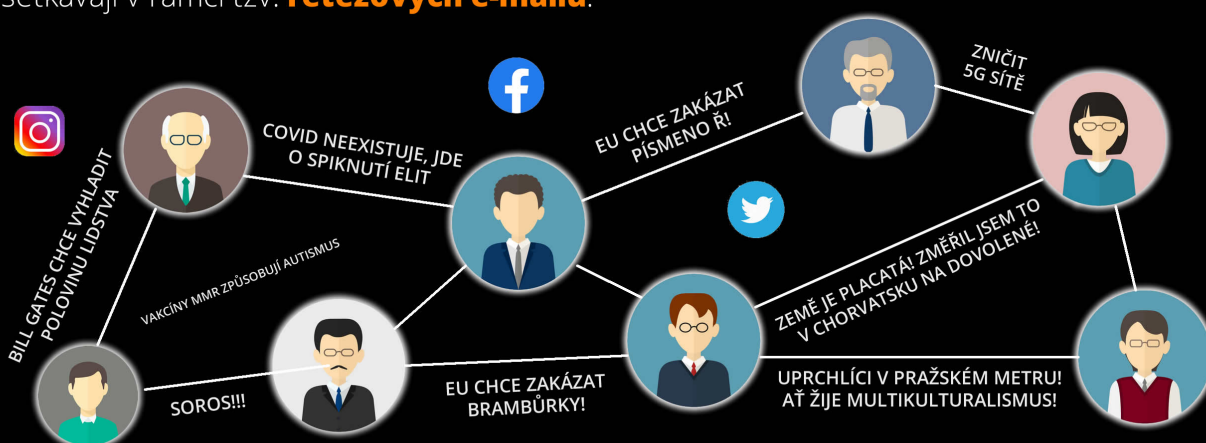 setkávají v rámci tzv. řetězových e-mailů.
ZNIČIT
5G SÍTĚ
EU CHCE ZAKÁZAT
PÍSMENO Ř!
COVID NEEXISTUJE, JDE
O SPIKNUTÍ ELIT
BILL GATES CHCE VYHLADIT
POLOVINU LIDSTVA
VAKCÍNY MMR ZPŮSOBUJÍ AUTISMUS
ZEMĚ JE PLACATÁ! ZMĚŘIL JSEM TO
V CHORVATSKU NA DOVOLENÉ!
SOROS!!!
EU CHCE ZAKÁZAT
BRAMBŮRKY!
UPRCHLÍCI V PRAŽSKÉM METRU!
AŤ ŽIJE MULTIKULTURALISMUS!